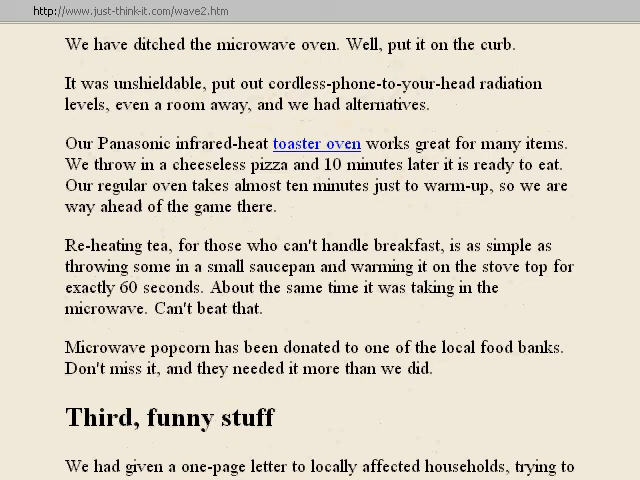 http://www.just-think-it.com/wave2.htm
We have ditched the microwave oven. Well, put it on the curb.
It was unshieldable, put out cordless-phone-to-your-head radiation
levels, even a room away, and we had alternatives.
Our Panasonic infrared-heat toaster oven works great for many items.
We throw in a cheeseless pizza and 10 minutes later it is ready to eat.
Our regular oven takes almost ten minutes just to warm-up, so we are
way ahead of the game there.
Re-heating tea, for those who can't handle breakfast, is as simple as
throwing some in a small saucepan and warming it on the stove top for
exactly 60 seconds. About the same time it was taking in the
microwave. Can't beat that.
Microwave popcorn has been donated to one of the local food banks.
Don't miss it, and they needed it more than we did.
Third, funny stuff
We had given a one-page letter to locally affected households, trying to